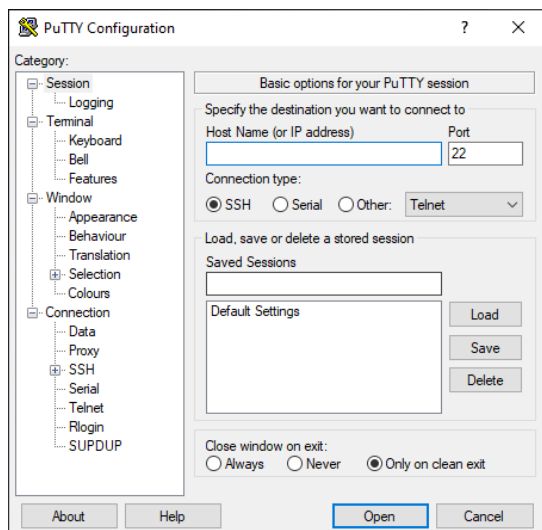 PuTTY Configuration ?
Category:
Session
Logging
Terminal
Keyboard
Bell
Features
Window
Appearance
Behaviour
Translation
Selection
Colours
Connection
Data
Proxy
SSH
Serial
Telnet
Rlogin
SUPDUP
Basic options for your PuTTY session
Specify the destination you want to connect to
Host Name (or IP address) Port
22
Connection type:
SSH Serial Other: Telnet
Load, save or delete a stored session
Saved Sessions
Default Settings
Load
Save
Delete
Close window on exit:
Always Never Only on clean exit
About Help Open Cancel